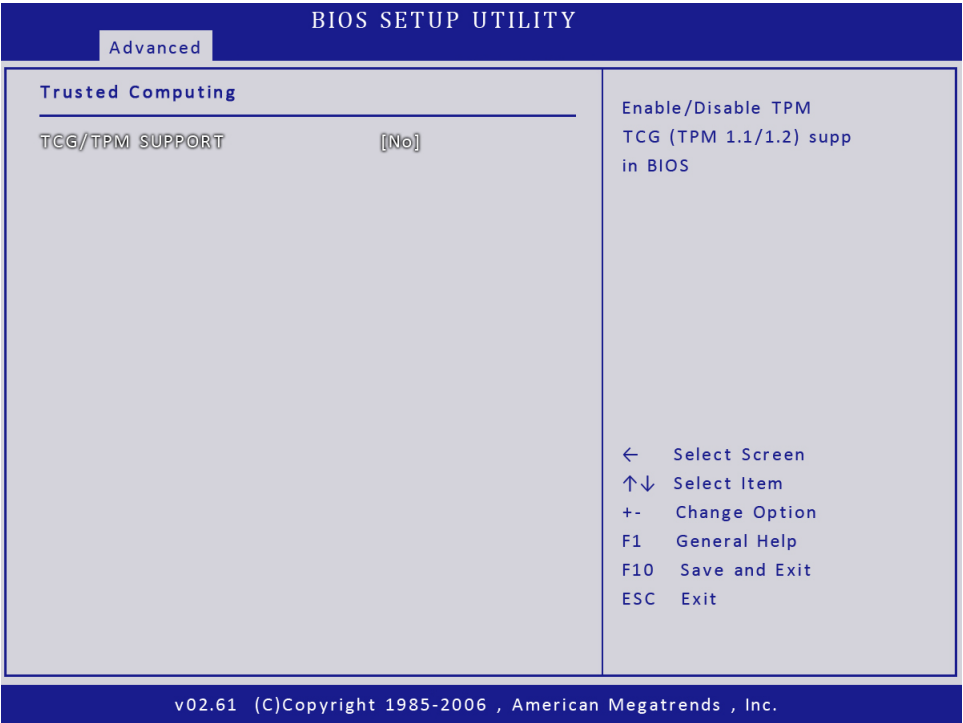 BIOS SETUP UTILITY
Advanced
Trusted Computing
TCG/TPM SUPPORT [No]
Enable/Disable TPM
TCG (TPM 1.1/1.2) supp
in BIOS
← Select Screen
↑↓ Select Item
+- Change Option
F1 General Help
F10 Save and Exit
ESC Exit
v02.61 (C)Copyright 1985-2006 , American Megatrends , Inc.